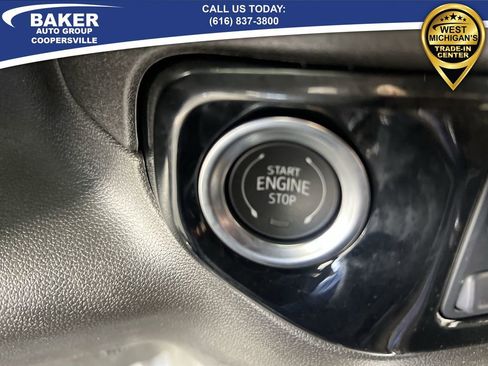 BAKER
AUTO GROUP
COOPERSVILLE
CALL US TODAY:
(616) 837-3800
WEST
MICHIGAN'S
TRADE-IN
CENTER
START
ENGINE
STOP